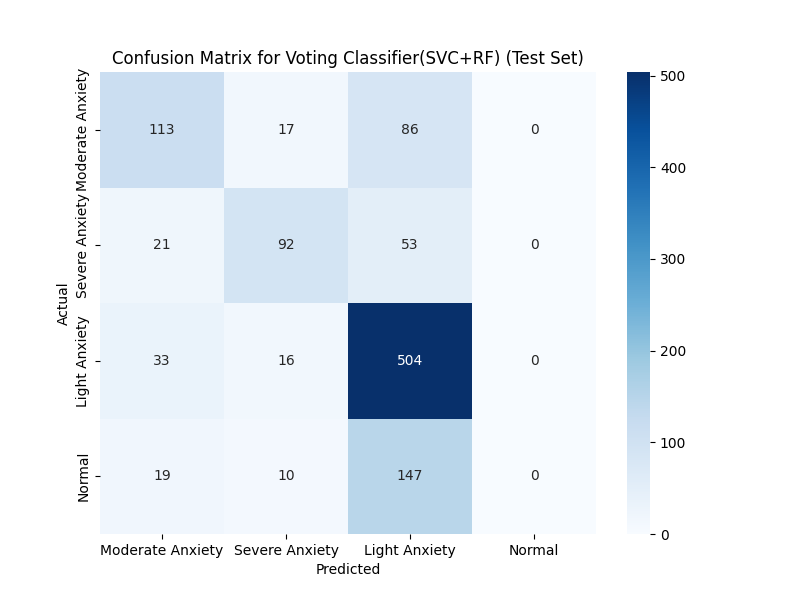 Confusion Matrix for Voting Classifier(SVC+RF) (Test Set)
Actual
Moderate Anxiety
113 17 86 0
Severe Anxiety
21 92 53 0
Light Anxiety
33 16 504 0
Normal
19 10 147 0
Moderate Anxiety Severe Anxiety Light Anxiety Normal
Predicted
500
400
300
200
100
0